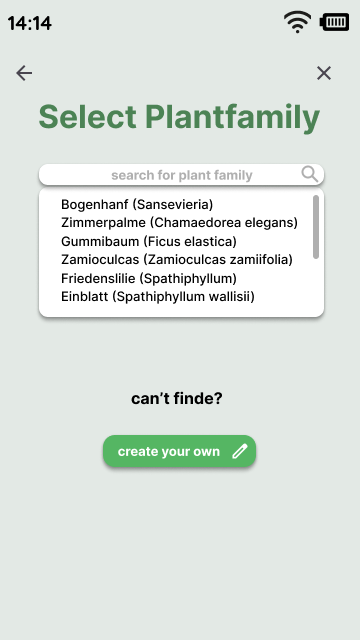 14:14
Select Plantfamily
search for plant family
Bogenhanf (Sansevieria)
Zimmerpalme (Chamaedorea elegans)
Gummibaum (Ficus elastica)
Zamioculcas (Zamioculcas zamiifolia)
Friedenslilie (Spathiphyllum)
Einblatt (Spathiphyllum wallisii)
can't finde?
create your own